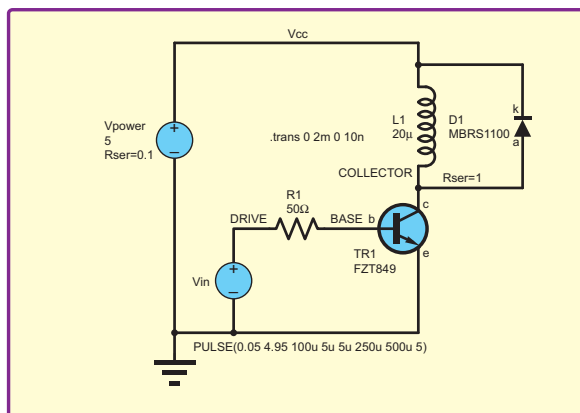 Vcc
Vpower
5
Rser=0.1
.trans 0 2m 0 10n
L1
20µ
D1
MBRS1100
k
a
COLLECTOR
Rser=1
R1
50Ω
DRIVE
BASE
b
c
e
TR1
FZT849
Vin
PULSE(0.05 4.95 100u 5u 5u 250u 500u 5)